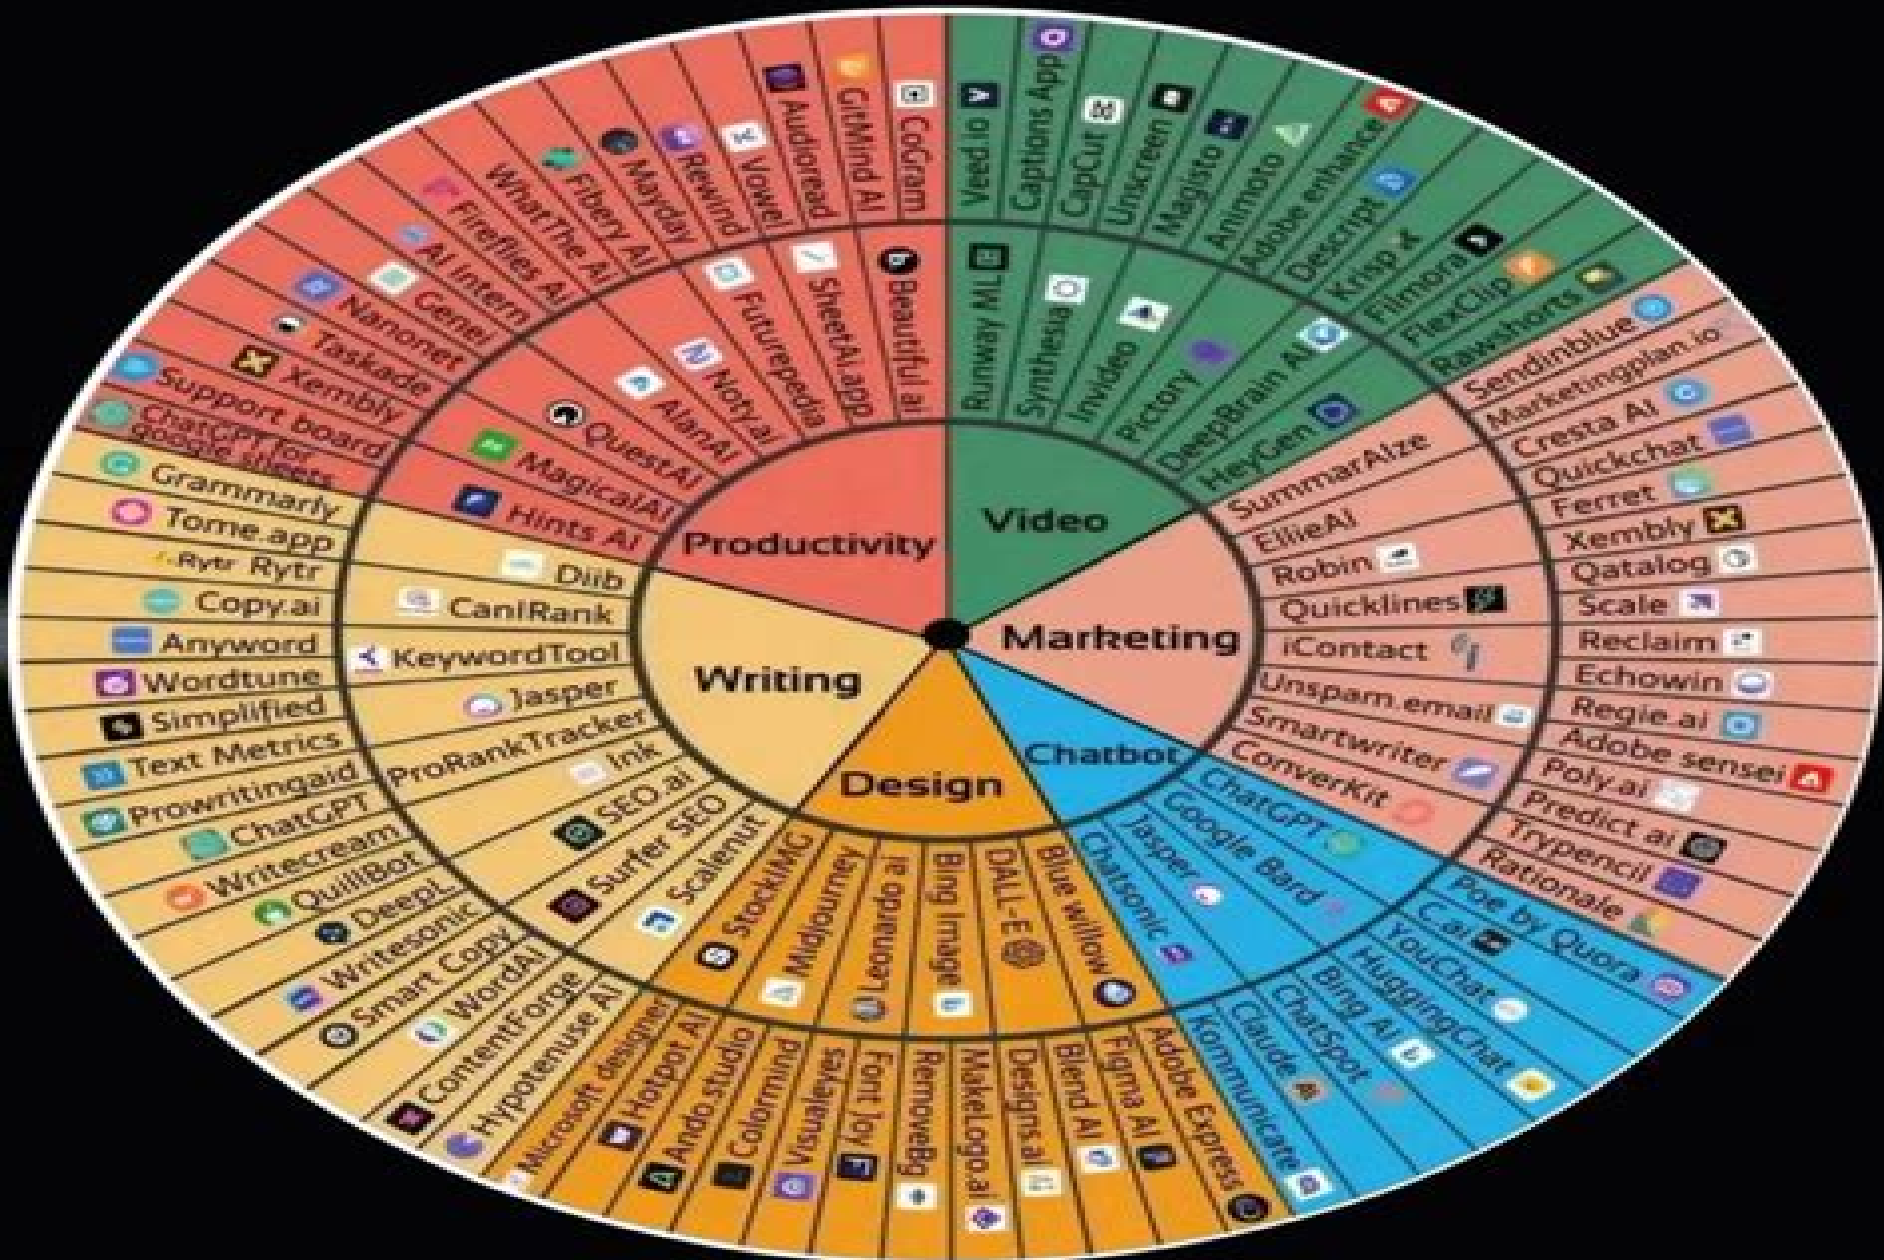 Productivity
Video
Marketing
Chatbot
Design
Writing
Hints AI
MagicalAI
QuestAI
AlanAI
Noty.ai
Futurepedia
SheetAI.app
Beautiful ai
Runway ML
Synthesia
Invideo
Pictory
DeepBrain AI
HeyGen
SummarAIze
EllieAI
Robin
Quicklines
iContact
Unspam.email
Smartwriter
ConverKit
ChatGPT
Google Bard
Jasper
Chatsonic
Blue willow
DALL-E
Bing Image
Leonardo ai
Midjourney
StockIMG
Scalenut
Surfer SEO
SEO.ai
Ink
ProRankTracker
Jasper
KeywordTool
CanIRank
Diib
ChatGPT for
google sheets
Support board
Xembly
Taskade
Nanonet
Genei
AI Intern
Fireflies AI
WhatThe AI
Fibery AI
Mayday
Rewind
Vowel
Audioread
GitMind AI
CoGram
Veed.io
Captions App
CapCut
Unscreen
Magisto
Animoto
Adobe enhance
Descript
Krisp
Filmora
FlexClip
Rawshorts
Sendinblue
Marketingplan.io
Cresta AI
Quickchat
Ferret
Xembly
Qatalog
Scale
Reclaim
Echowin
Regie.ai
Adobe sensei
Poly.ai
Predict ai
Trypencil
Rationale
Poe by Quora
C.ai
YouChat
HuggingChat
Bing AI
ChatSpot
Claude
Kommunicate
Adobe Express
Figma AI
Blend AI
Designs.ai
MakeLogo.ai
RemoveBg
Font Joy
Visualeyes
Colormind
Ando studio
Hotpot AI
Microsoft designer
Hypotenuse AI
ContentForge
WordAI
Smart Copy
Writesonic
DeepL
QuillBot
Writecream
ChatGPT
Prowritingaid
Text Metrics
Simplified
Wordtune
Anyword
Copy.ai
Rytr Rytr
Tome.app
Grammarly